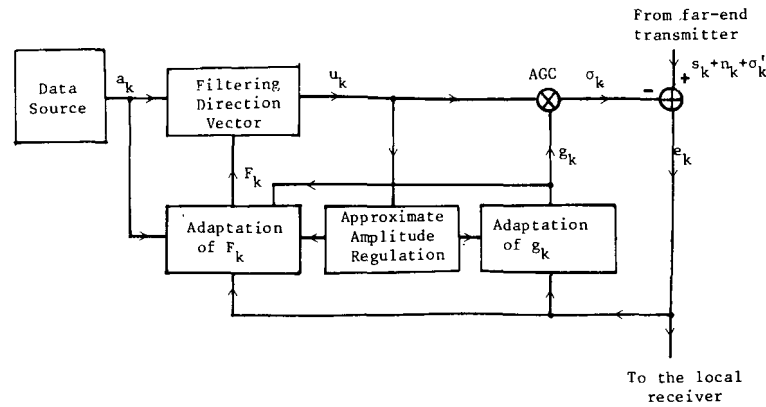 From far-end
transmitter
Data
Source
a_k
Filtering
Direction
Vector
u_k
AGC
σ_k
-
+
s_k+n_k+σ_k'
F_k
g_k
e_k
Adaptation
of F_k
Approximate
Amplitude
Regulation
Adaptation
of g_k
To the local
receiver